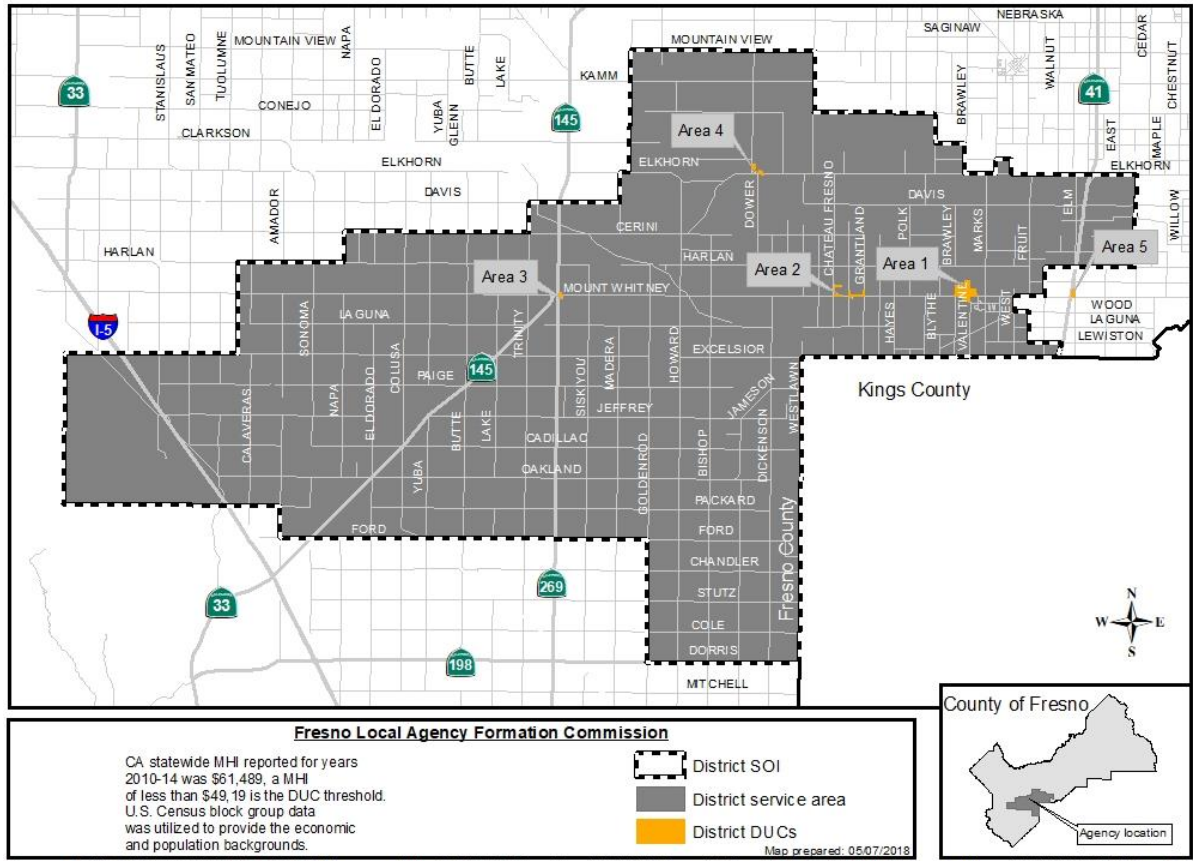 NEBRASKA
SAGINAW
MOUNTAIN VIEW
MOUNTAIN VIEW
STANISLAUS
SAN MATEO
TUOLUMNE
NAPA
EL DORADO
BUTTE
LAKE
YUBA
GLENN
KAMM
BRAWLEY
WALNUT
CEDAR
CHESTNUT
33
145
41
CONEJO
CLARKSON
EAST
MAPLE
Area 4
ELKHORN
ELKHORN
ELKHORN
DAVIS
DAVIS
AMADOR
DOWER
CHATEAU FRESNO
GRANTLAND
POLK
BRAWLEY
MARKS
FRUIT
ELM
WILLOW
CERINI
HARLAN
HARLAN
Area 3
Area 2
Area 1
Area 5
MOUNT WHITNEY
I-5
SONOMA
LA GUNA
TRINITY
HAYES
BLYTHE
VALENTINE
WEST
WOOD
LA GUNA
LEWISTON
COLUSA
145
SISKIYOU
MADERA
HOWARD
EXCELSIOR
PAIGE
NAPA
EL DORADO
JEFFREY
JAMESON
WESTLAWN
Kings County
CALAVERAS
BUTTE
LAKE
CADILLAC
OAKLAND
YUBA
GOLDENROD
BISHOP
DICKENSON
PACKARD
FORD
FORD
CHANDLER
STUTZ
COLE
DORRIS
MITCHELL
Fresno County
33
269
198
N
W E
S
Fresno Local Agency Formation Commission
CA statewide MHI reported for years
2010-14 was $61,489, a MHI
of less than $49,19 is the DUC threshold.
U.S. Census block group data
was utilized to provide the economic
and population backgrounds.
District SOI
District service area
District DUCs
Map prepared: 05/07/2018
County of Fresno
Agency location